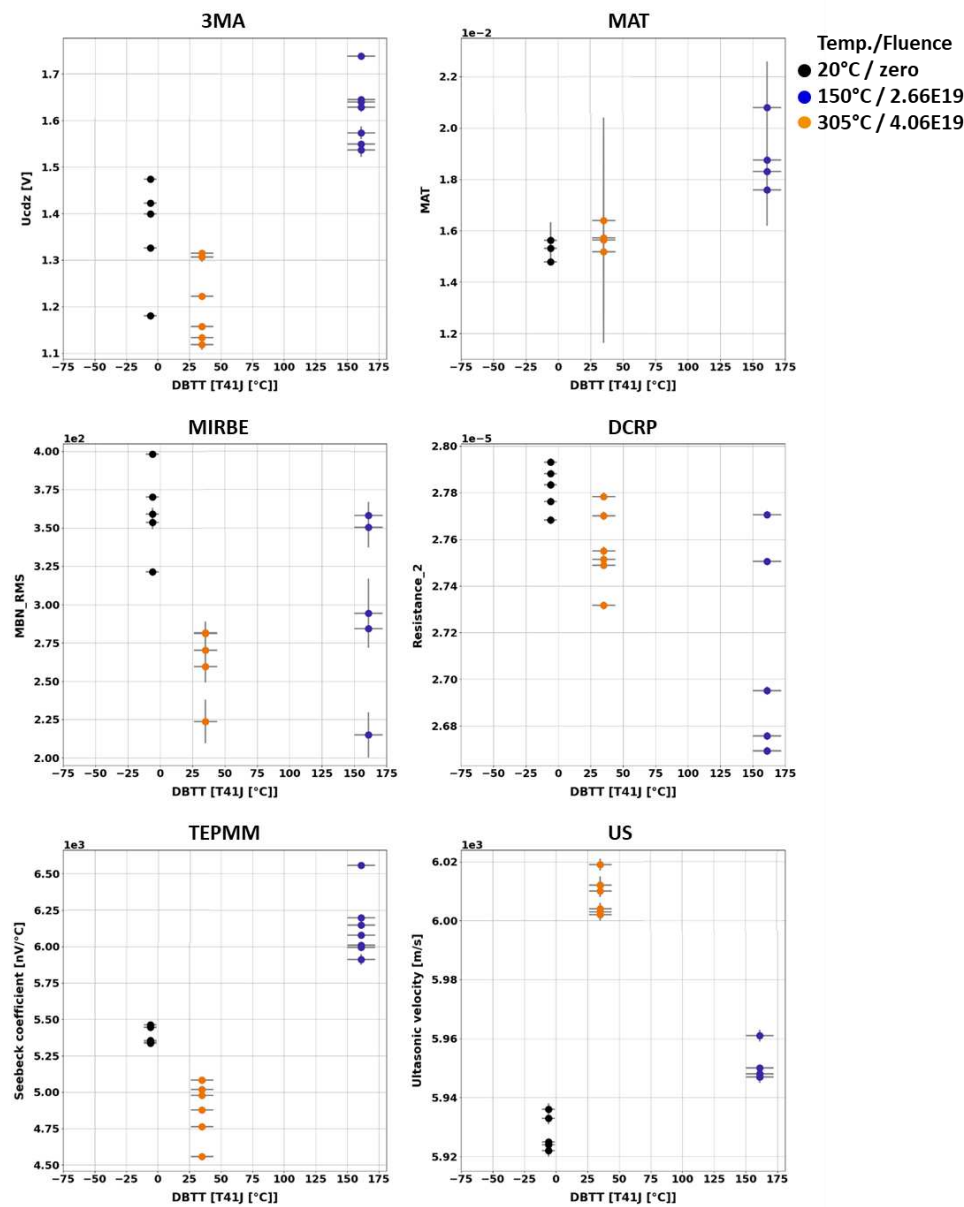 3MA
MAT
Temp./Fluence
20°C / zero
150°C / 2.66E19
305°C / 4.06E19
Ucdz [V]
1.7
1.6
1.5
1.4
1.3
1.2
1.1
−75 −50 −25 0 25 50 75 100 125 150 175
DBTT [T41J [°C]]
1e−2
MAT
2.2
2.0
1.8
1.6
1.4
1.2
−75 −50 −25 0 25 50 75 100 125 150 175
DBTT [T41J [°C]]
MIRBE
1e2
MBN_RMS
4.00
3.75
3.50
3.25
3.00
2.75
2.50
2.25
2.00
−75 −50 −25 0 25 50 75 100 125 150 175
DBTT [T41J [°C]]
DCRP
1e−5
Resistance_2
2.80
2.78
2.76
2.74
2.72
2.70
2.68
−75 −50 −25 0 25 50 75 100 125 150 175
DBTT [T41J [°C]]
TEPMM
1e3
Seebeck coefficient [nV/°C]
6.50
6.25
6.00
5.75
5.50
5.25
5.00
4.75
4.50
−75 −50 −25 0 25 50 75 100 125 150 175
DBTT [T41J [°C]]
US
1e3
Ultasonic velocity [m/s]
6.02
6.00
5.98
5.96
5.94
5.92
−75 −50 −25 0 25 50 75 100 125 150 175
DBTT [T41J [°C]]